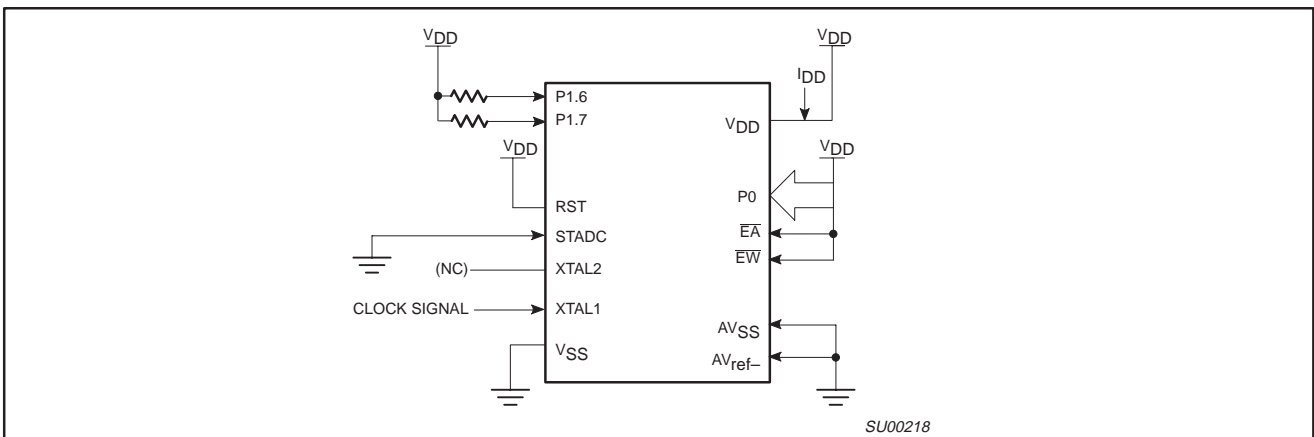 VDD
P1.6
P1.7
VDD
RST
STADC
(NC)
XTAL2
CLOCK SIGNAL
XTAL1
VSS
VDD
IDD
VDD
VDD
P0
EA
EW
AVSS
AVref–
SU00218